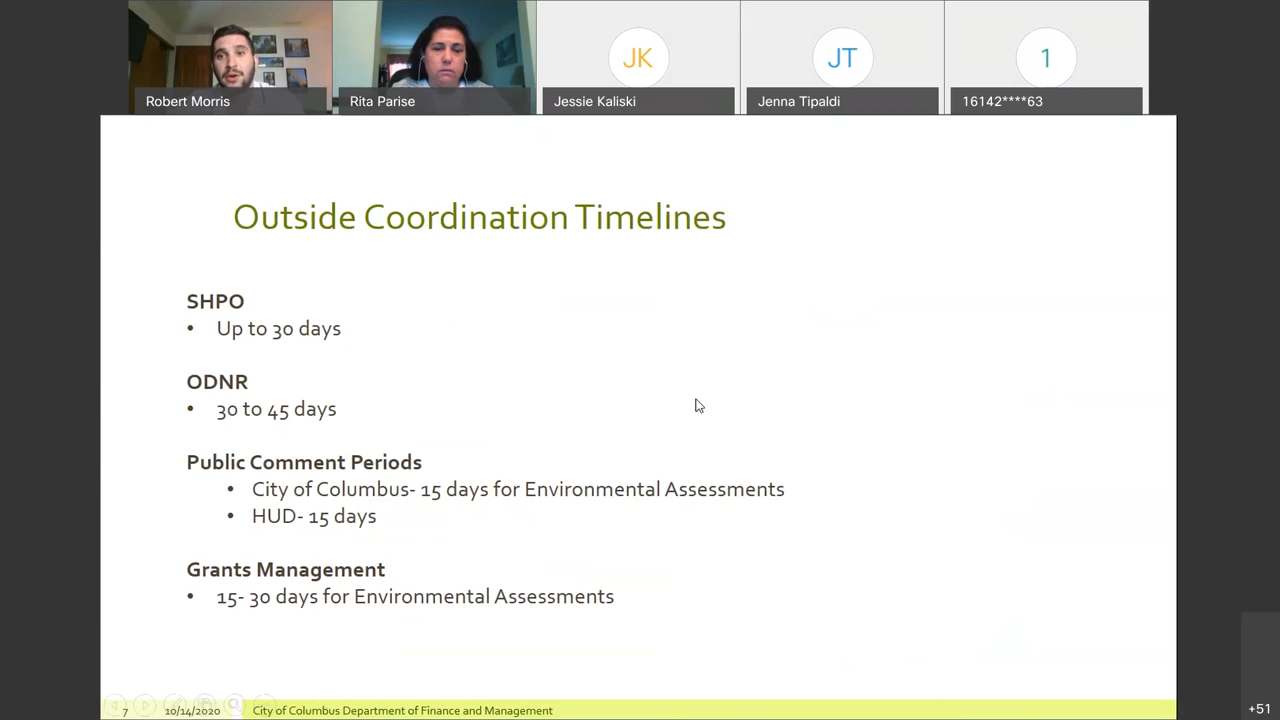 JK
JT
1
Robert Morris
Rita Parise
Jessie Kaliski
Jenna Tipaldi
16142****63
Outside Coordination Timelines
SHPO
• Up to 30 days
ODNR
• 30 to 45 days
Public Comment Periods
• City of Columbus- 15 days for Environmental Assessments
• HUD- 15 days
Grants Management
• 15- 30 days for Environmental Assessments
7 10/14/2020 City of Columbus Department of Finance and Management
+51